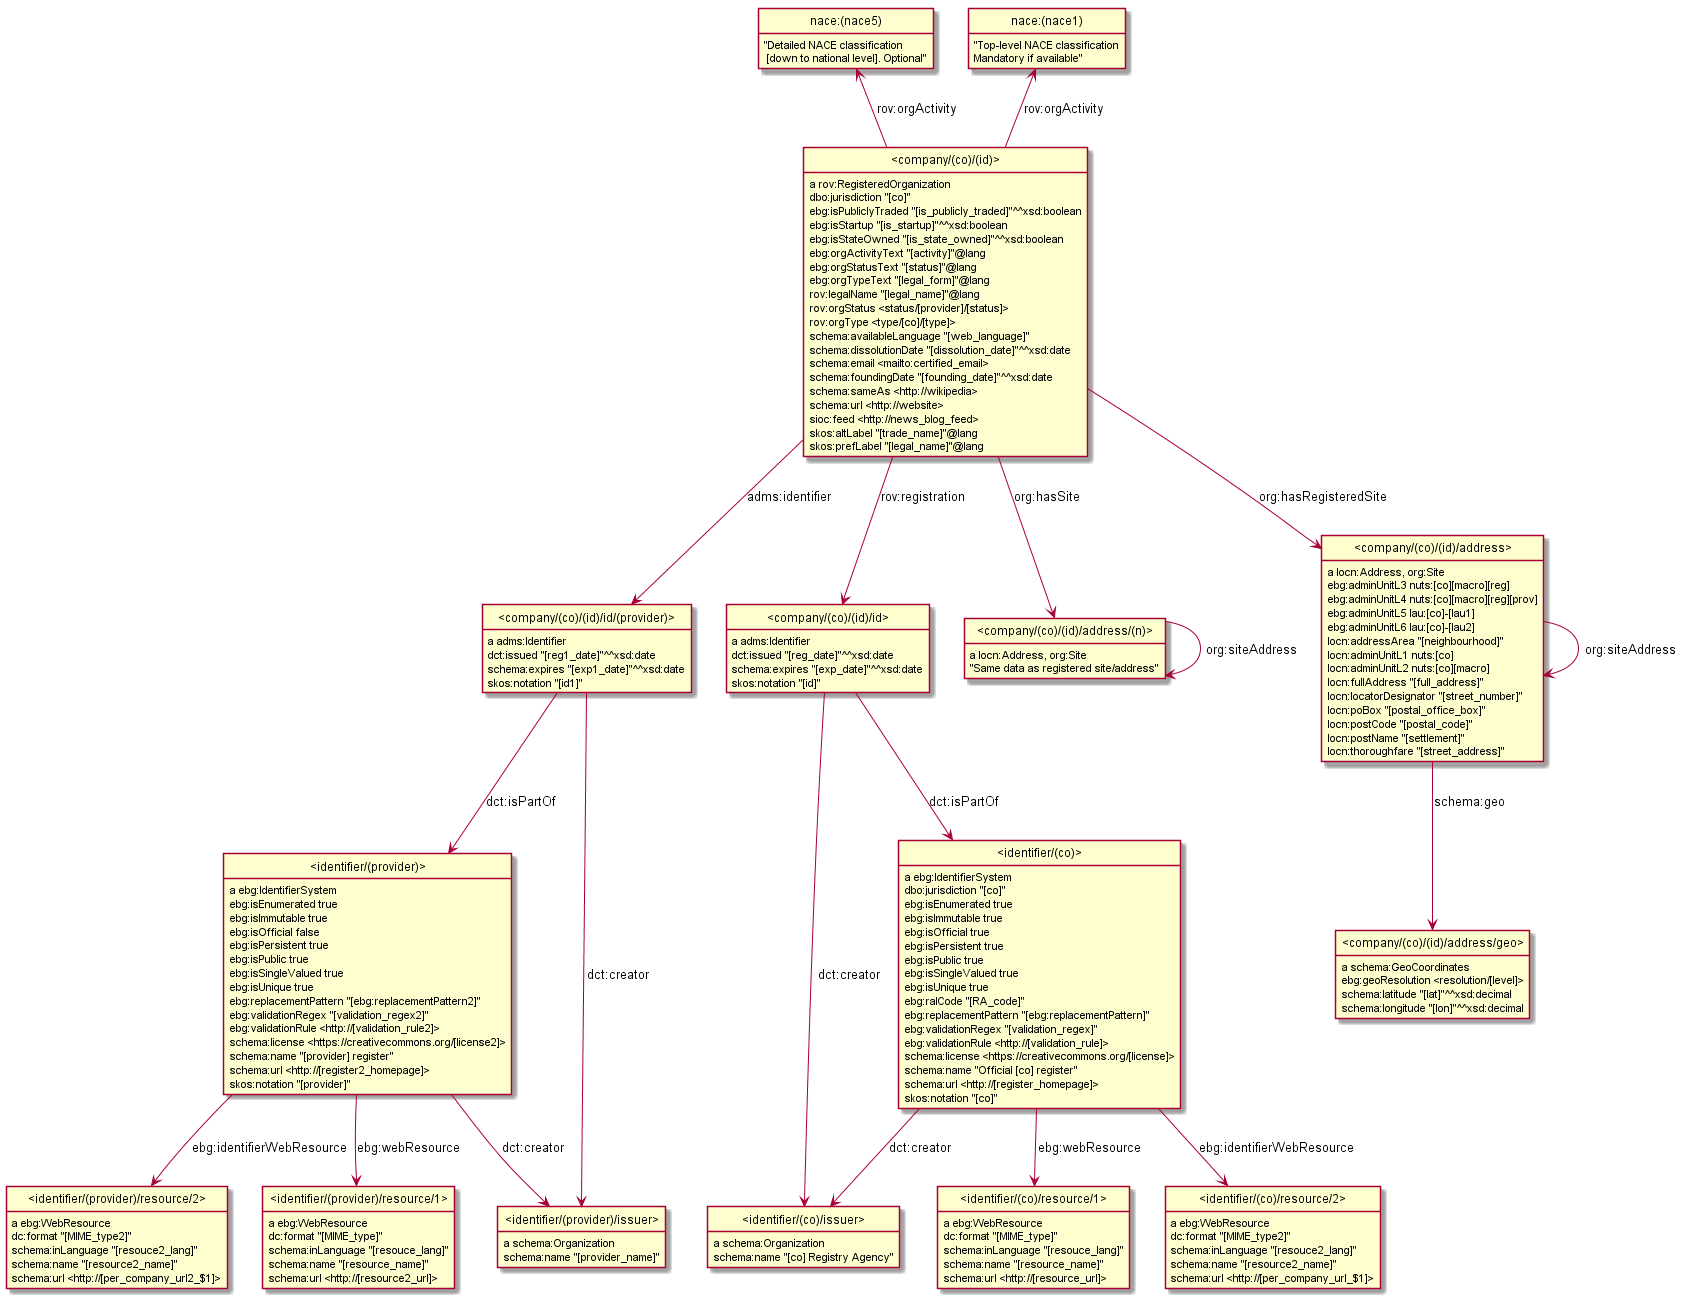 nace:(nace5)
"Detailed NACE classification
[down to national level]. Optional"
nace:(nace1)
"Top-level NACE classification
Mandatory if available"
rov:orgActivity
rov:orgActivity
<company/(co)/(id)>
a rov:RegisteredOrganization
dbo:jurisdiction "[co]"
ebg:isPubliclyTraded "[is_publicly_traded]"^^xsd:boolean
ebg:isStartup "[is_startup]"^^xsd:boolean
ebg:isStateOwned "[is_state_owned]"^^xsd:boolean
ebg:orgActivityText "[activity]"@lang
ebg:orgStatusText "[status]"@lang
ebg:orgTypeText "[legal_form]"@lang
rov:legalName "[legal_name]"@lang
rov:orgStatus <status/[provider]/[status]>
rov:orgType <type/[co]/[type]>
schema:availableLanguage "[web_language]"
schema:dissolutionDate "[dissolution_date]"^^xsd:date
schema:email <mailto:certified_email>
schema:foundingDate "[founding_date]"^^xsd:date
schema:sameAs <http://wikipedia>
schema:url <http://website>
sioc:feed <http://news_blog_feed>
skos:altLabel "[trade_name]"@lang
skos:prefLabel "[legal_name]"@lang
adms:identifier
rov:registration
org:hasSite
org:hasRegisteredSite
<company/(co)/(id)/id/(provider)>
a adms:Identifier
dct:issued "[reg1_date]"^^xsd:date
schema:expires "[exp1_date]"^^xsd:date
skos:notation "[id1]"
<company/(co)/(id)/id>
a adms:Identifier
dct:issued "[reg_date]"^^xsd:date
schema:expires "[exp_date]"^^xsd:date
skos:notation "[id]"
<company/(co)/(id)/address/(n)>
a locn:Address, org:Site
"Same data as registered site/address"
org:siteAddress
<company/(co)/(id)/address>
a locn:Address, org:Site
ebg:adminUnitL3 nuts:[co][macro][reg]
ebg:adminUnitL4 nuts:[co][macro][reg][prov]
ebg:adminUnitL5 lau:[co]-[lau1]
ebg:adminUnitL6 lau:[co]-[lau2]
locn:addressArea "[neighbourhood]"
locn:adminUnitL1 nuts:[co]
locn:adminUnitL2 nuts:[co][macro]
locn:fullAddress "[full_address]"
locn:locatorDesignator "[street_number]"
locn:poBox "[postal_office_box]"
locn:postCode "[postal_code]"
locn:postName "[settlement]"
locn:thoroughfare "[street_address]"
org:siteAddress
dct:isPartOf
dct:isPartOf
schema:geo
<identifier/(provider)>
a ebg:IdentifierSystem
ebg:isEnumerated true
ebg:isImmutable true
ebg:isOfficial false
ebg:isPersistent true
ebg:isPublic true
ebg:isSingleValued true
ebg:isUnique true
ebg:replacementPattern "[ebg:replacementPattern2]"
ebg:validationRegex "[validation_regex2]"
ebg:validationRule <http://[validation_rule2]>
schema:license <https://creativecommons.org/[license2]>
schema:name "[provider] register"
schema:url <http://[register2_homepage]>
skos:notation "[provider]"
dct:creator
dct:creator
<identifier/(co)>
a ebg:IdentifierSystem
dbo:jurisdiction "[co]"
ebg:isEnumerated true
ebg:isImmutable true
ebg:isOfficial true
ebg:isPersistent true
ebg:isPublic true
ebg:isSingleValued true
ebg:isUnique true
ebg:ralCode "[RA_code]"
ebg:replacementPattern "[ebg:replacementPattern]"
ebg:validationRegex "[validation_regex]"
ebg:validationRule <http://[validation_rule]>
schema:license <https://creativecommons.org/[license]>
schema:name "Official [co] register"
schema:url <http://[register_homepage]>
skos:notation "[co]"
<company/(co)/(id)/address/geo>
a schema:GeoCoordinates
ebg:geoResolution <resolution/[level]>
schema:latitude "[lat]"^^xsd:decimal
schema:longitude "[lon]"^^xsd:decimal
ebg:identifierWebResource
ebg:webResource
dct:creator
dct:creator
ebg:webResource
ebg:identifierWebResource
<identifier/(provider)/resource/2>
a ebg:WebResource
dc:format "[MIME_type2]"
schema:inLanguage "[resouce2_lang]"
schema:name "[resource2_name]"
schema:url <http://[per_company_url2_$1]>
<identifier/(provider)/resource/1>
a ebg:WebResource
dc:format "[MIME_type]"
schema:inLanguage "[resouce_lang]"
schema:name "[resource_name]"
schema:url <http://[resource2_url]>
<identifier/(provider)/issuer>
a schema:Organization
schema:name "[provider_name]"
<identifier/(co)/issuer>
a schema:Organization
schema:name "[co] Registry Agency"
<identifier/(co)/resource/1>
a ebg:WebResource
dc:format "[MIME_type]"
schema:inLanguage "[resouce_lang]"
schema:name "[resource_name]"
schema:url <http://[resource_url]>
<identifier/(co)/resource/2>
a ebg:WebResource
dc:format "[MIME_type2]"
schema:inLanguage "[resouce2_lang]"
schema:name "[resource2_name]"
schema:url <http://[per_company_url_$1]>